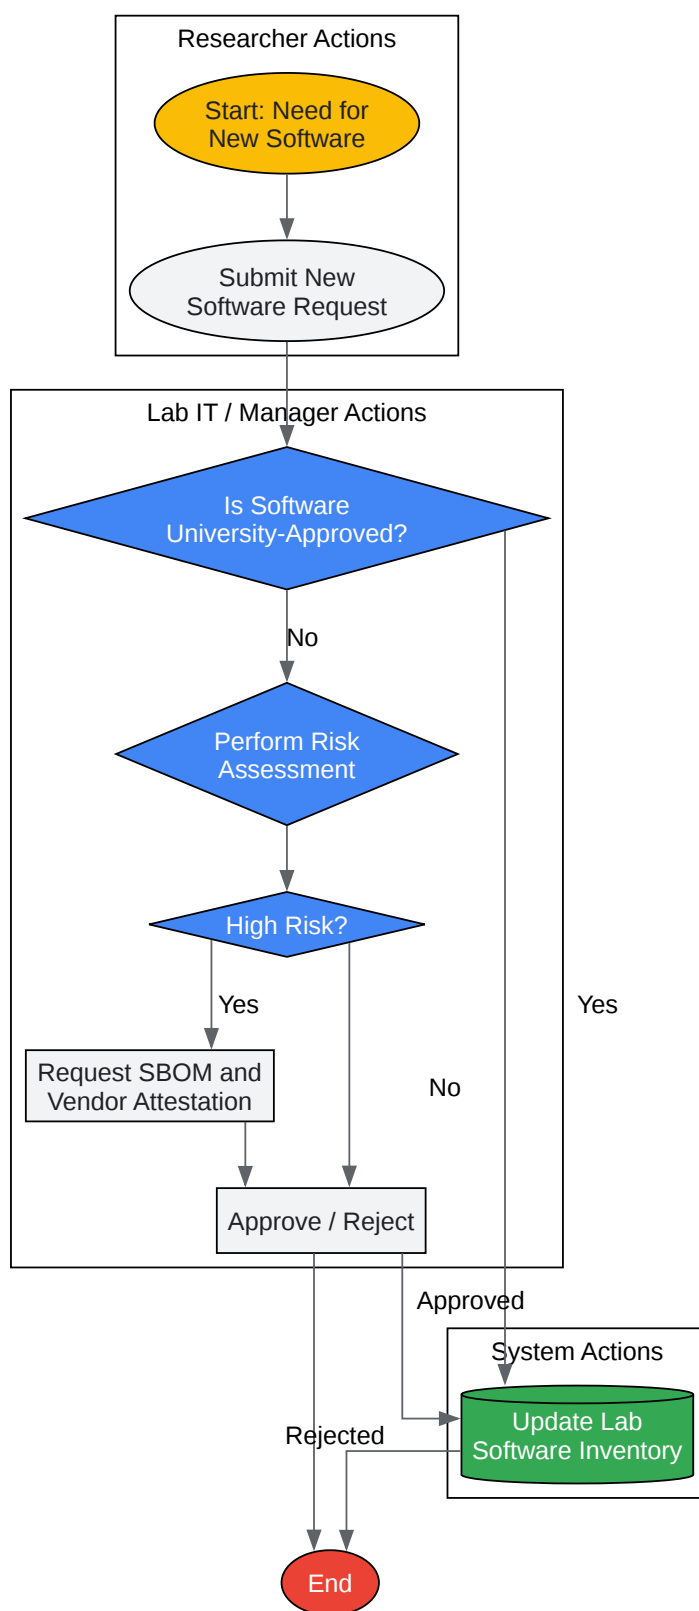 Researcher Actions
Start: Need for
New Software
Submit New
Software Request
Lab IT / Manager Actions
Is Software
University-Approved?
No
Perform Risk
Assessment
High Risk?
Yes
Yes
Request SBOM and
Vendor Attestation
No
Approve / Reject
Approved
System Actions
Update Lab
Software Inventory
Rejected
End